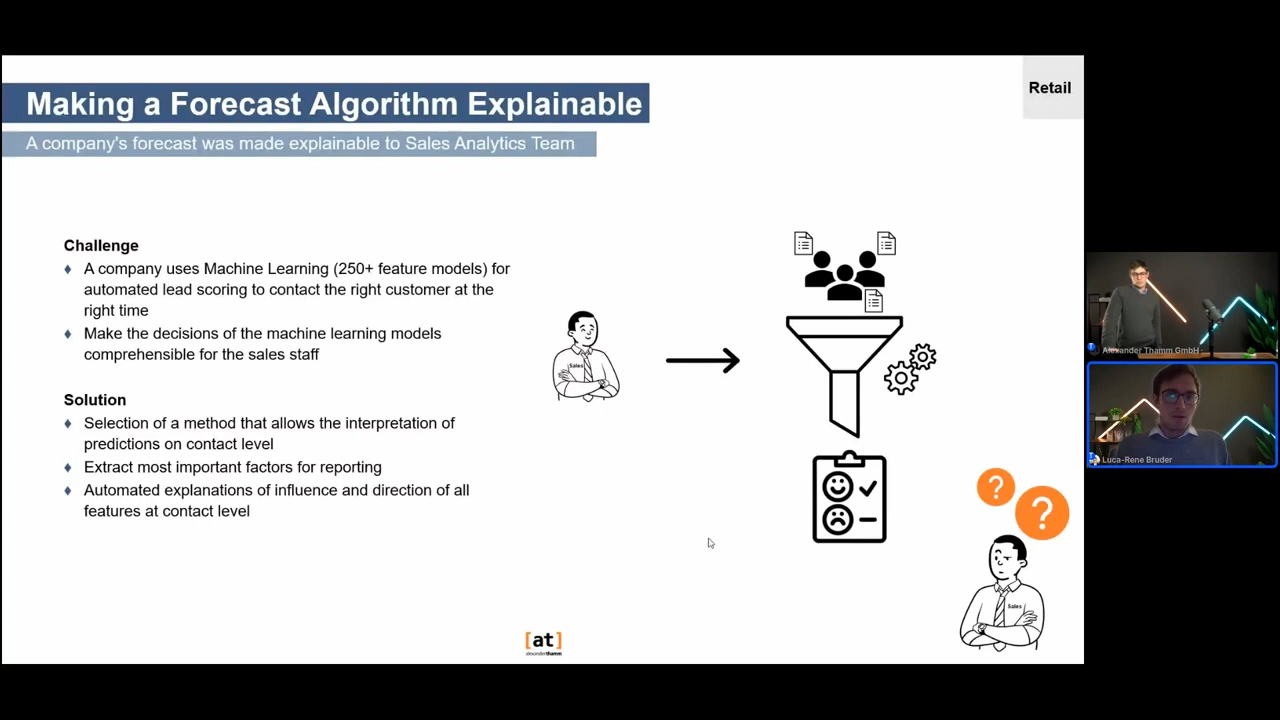 Making a Forecast Algorithm Explainable
Retail
A company's forecast was made explainable to Sales Analytics Team
Challenge
♦ A company uses Machine Learning (250+ feature models) for
automated lead scoring to contact the right customer at the
right time
♦ Make the decisions of the machine learning models
comprehensible for the sales staff
Solution
♦ Selection of a method that allows the interpretation of
predictions on contact level
♦ Extract most important factors for reporting
♦ Automated explanations of influence and direction of all
features at contact level
Sales
?
?
Sales
[at]
alexanderthamm
Alexander Thamm GmbH
Luca-Rene Bruder